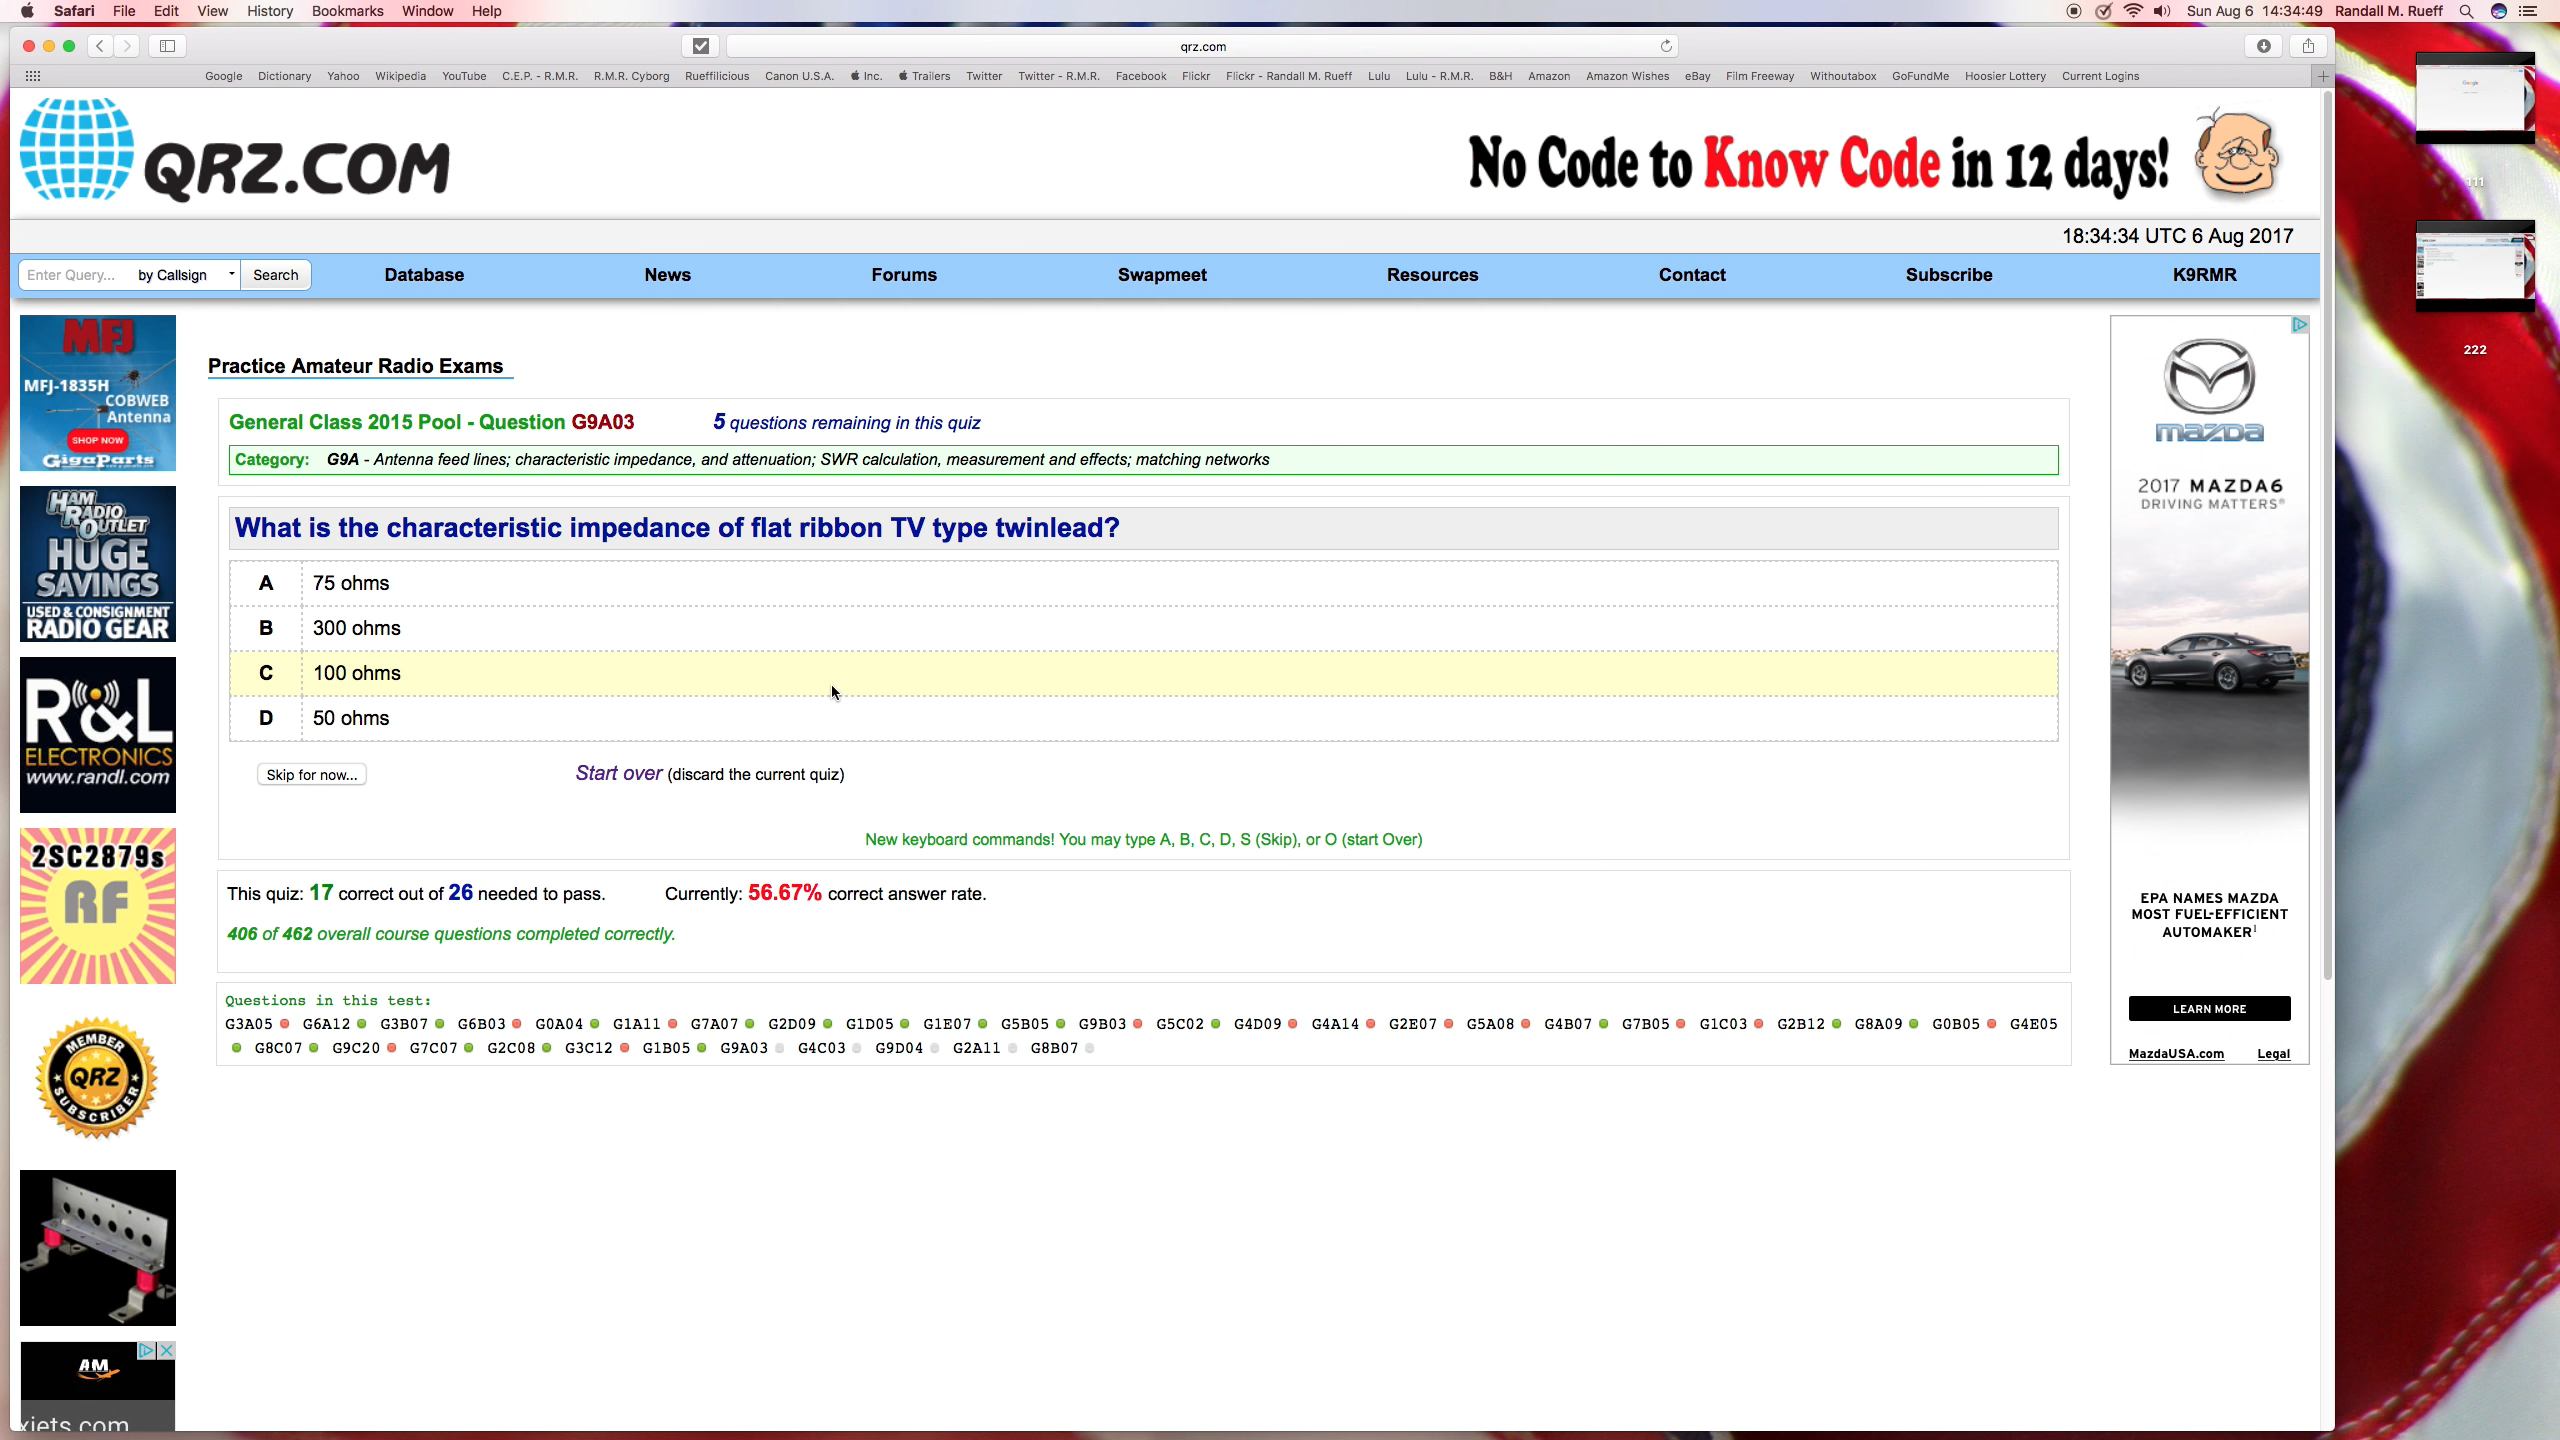 Safari File Edit View History Bookmarks Window Help
Sun Aug 6 14:34:49 Randall M. Rueff
qrz.com
Google Dictionary Yahoo Wikipedia YouTube C.E.P. - R.M.R. R.M.R. Cyborg Rueffilicious Canon U.S.A. Inc. Trailers Twitter Twitter - R.M.R. Facebook Flickr Flickr - Randall M. Rueff Lulu Lulu - R.M.R. B&H Amazon Amazon Wishes eBay Film Freeway Withoutabox GoFundMe Hoosier Lottery Current Logins
QRZ.COM
No Code to Know Code in 12 days!
111
222
18:34:34 UTC 6 Aug 2017
Enter Query... by Callsign Search Database News Forums Swapmeet Resources Contact Subscribe K9RMR
MFJ
MFJ-1835H
COBWEB
Antenna
SHOP NOW
GigaParts
HAM
RADIO
OUTLET
HUGE
SAVINGS
USED & CONSIGNMENT
RADIO GEAR
R&L
ELECTRONICS
www.randl.com
2SC2879s
RF
MEMBER
QRZ
SUBSCRIBER
AM
xjets.com
Practice Amateur Radio Exams
General Class 2015 Pool - Question G9A03 5 questions remaining in this quiz
Category: G9A - Antenna feed lines; characteristic impedance, and attenuation; SWR calculation, measurement and effects; matching networks
What is the characteristic impedance of flat ribbon TV type twinlead?
A 75 ohms
B 300 ohms
C 100 ohms
D 50 ohms
Skip for now... Start over (discard the current quiz)
New keyboard commands! You may type A, B, C, D, S (Skip), or O (start Over)
This quiz: 17 correct out of 26 needed to pass. Currently: 56.67% correct answer rate.
406 of 462 overall course questions completed correctly.
Questions in this test:
G3A05 G6A12 G3B07 G6B03 G0A04 G1A11 G7A07 G2D09 G1D05 G1E07 G5B05 G9B03 G5C02 G4D09 G4A14 G2E07 G5A08 G4B07 G7B05 G1C03 G2B12 G8A09 G0B05 G4E05
G8C07 G9C20 G7C07 G2C08 G3C12 G1B05 G9A03 G4C03 G9D04 G2A11 G8B07
mazda
2017 MAZDA6
DRIVING MATTERS®
EPA NAMES MAZDA
MOST FUEL-EFFICIENT
AUTOMAKER¹
LEARN MORE
MazdaUSA.com Legal